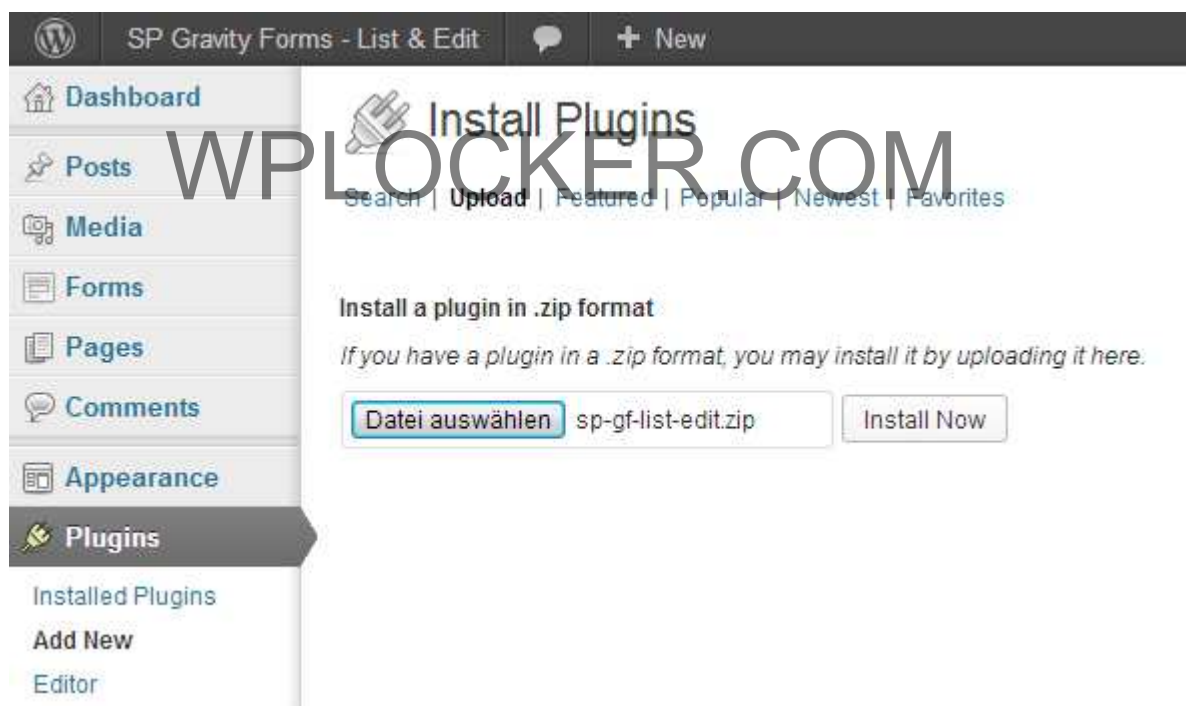 SP Gravity Forms - List & Edit + New
Dashboard
Posts
Media
Forms
Pages
Comments
Appearance
Plugins
Installed Plugins
Add New
Editor
Install Plugins
WPLOCKER.COM
Search | Upload | Featured | Popular | Newest | Favorites
Install a plugin in .zip format
If you have a plugin in a .zip format, you may install it by uploading it here.
Datei auswählen sp-gf-list-edit.zip Install Now